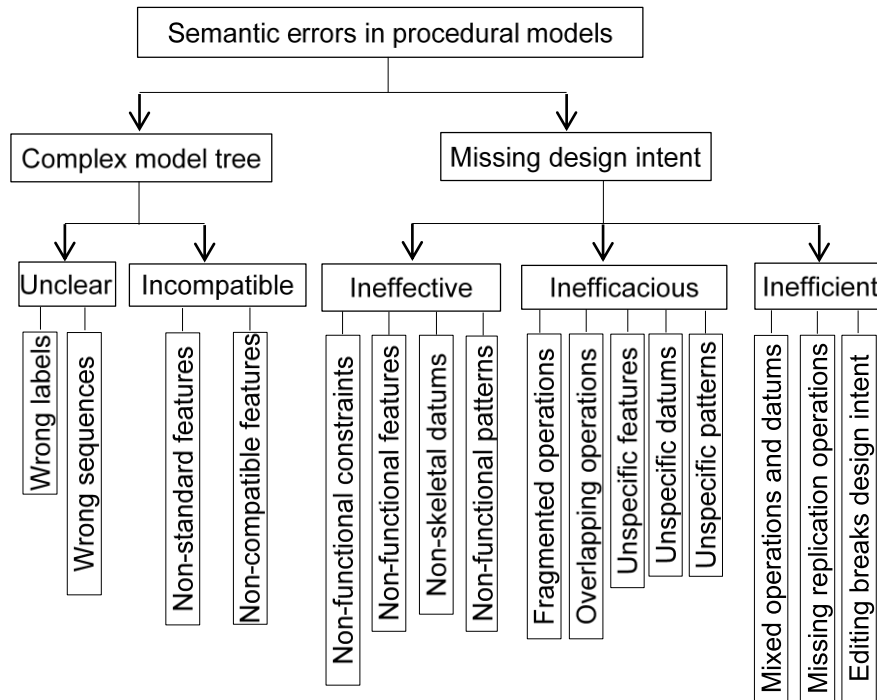 Semantic errors in procedural models
Complex model tree
Missing design intent
Unclear
Incompatible
Ineffective
Inefficacious
Inefficient
Wrong labels
Wrong sequences
Non-standard features
Non-compatible features
Non-functional constraints
Non-functional features
Non-skeletal datums
Non-functional patterns
Fragmented operations
Overlapping operations
Unspecific features
Unspecific datums
Unspecific patterns
Mixed operations and datums
Missing replication operations
Editing breaks design intent